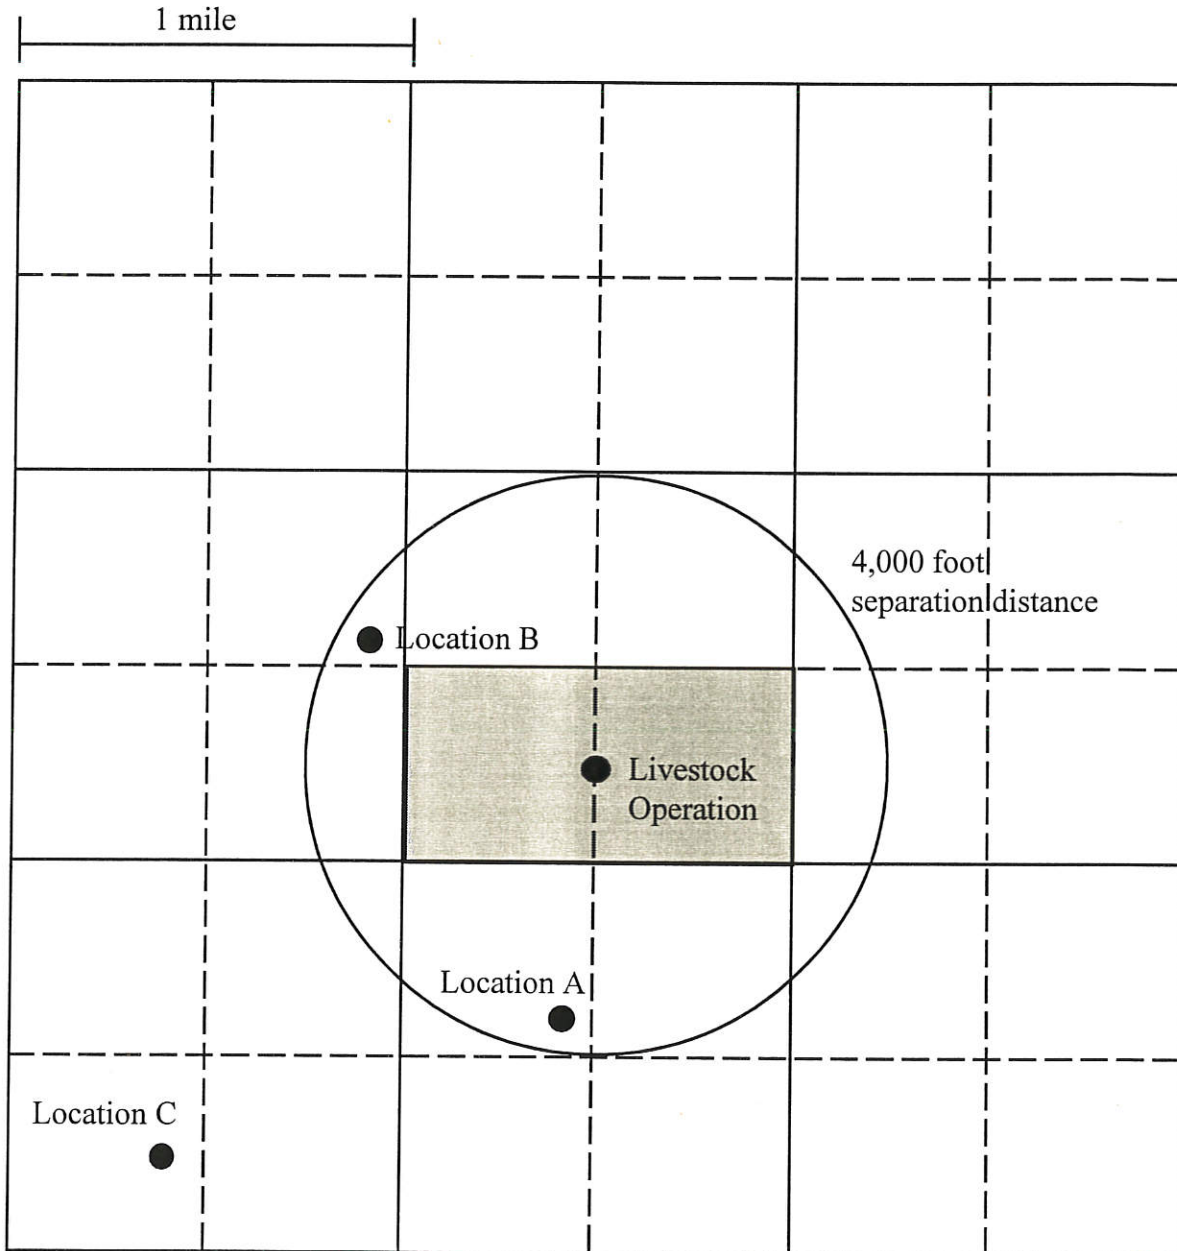 1 mile
4,000 foot
separation distance
Location B
Livestock
Operation
Location A
Location C